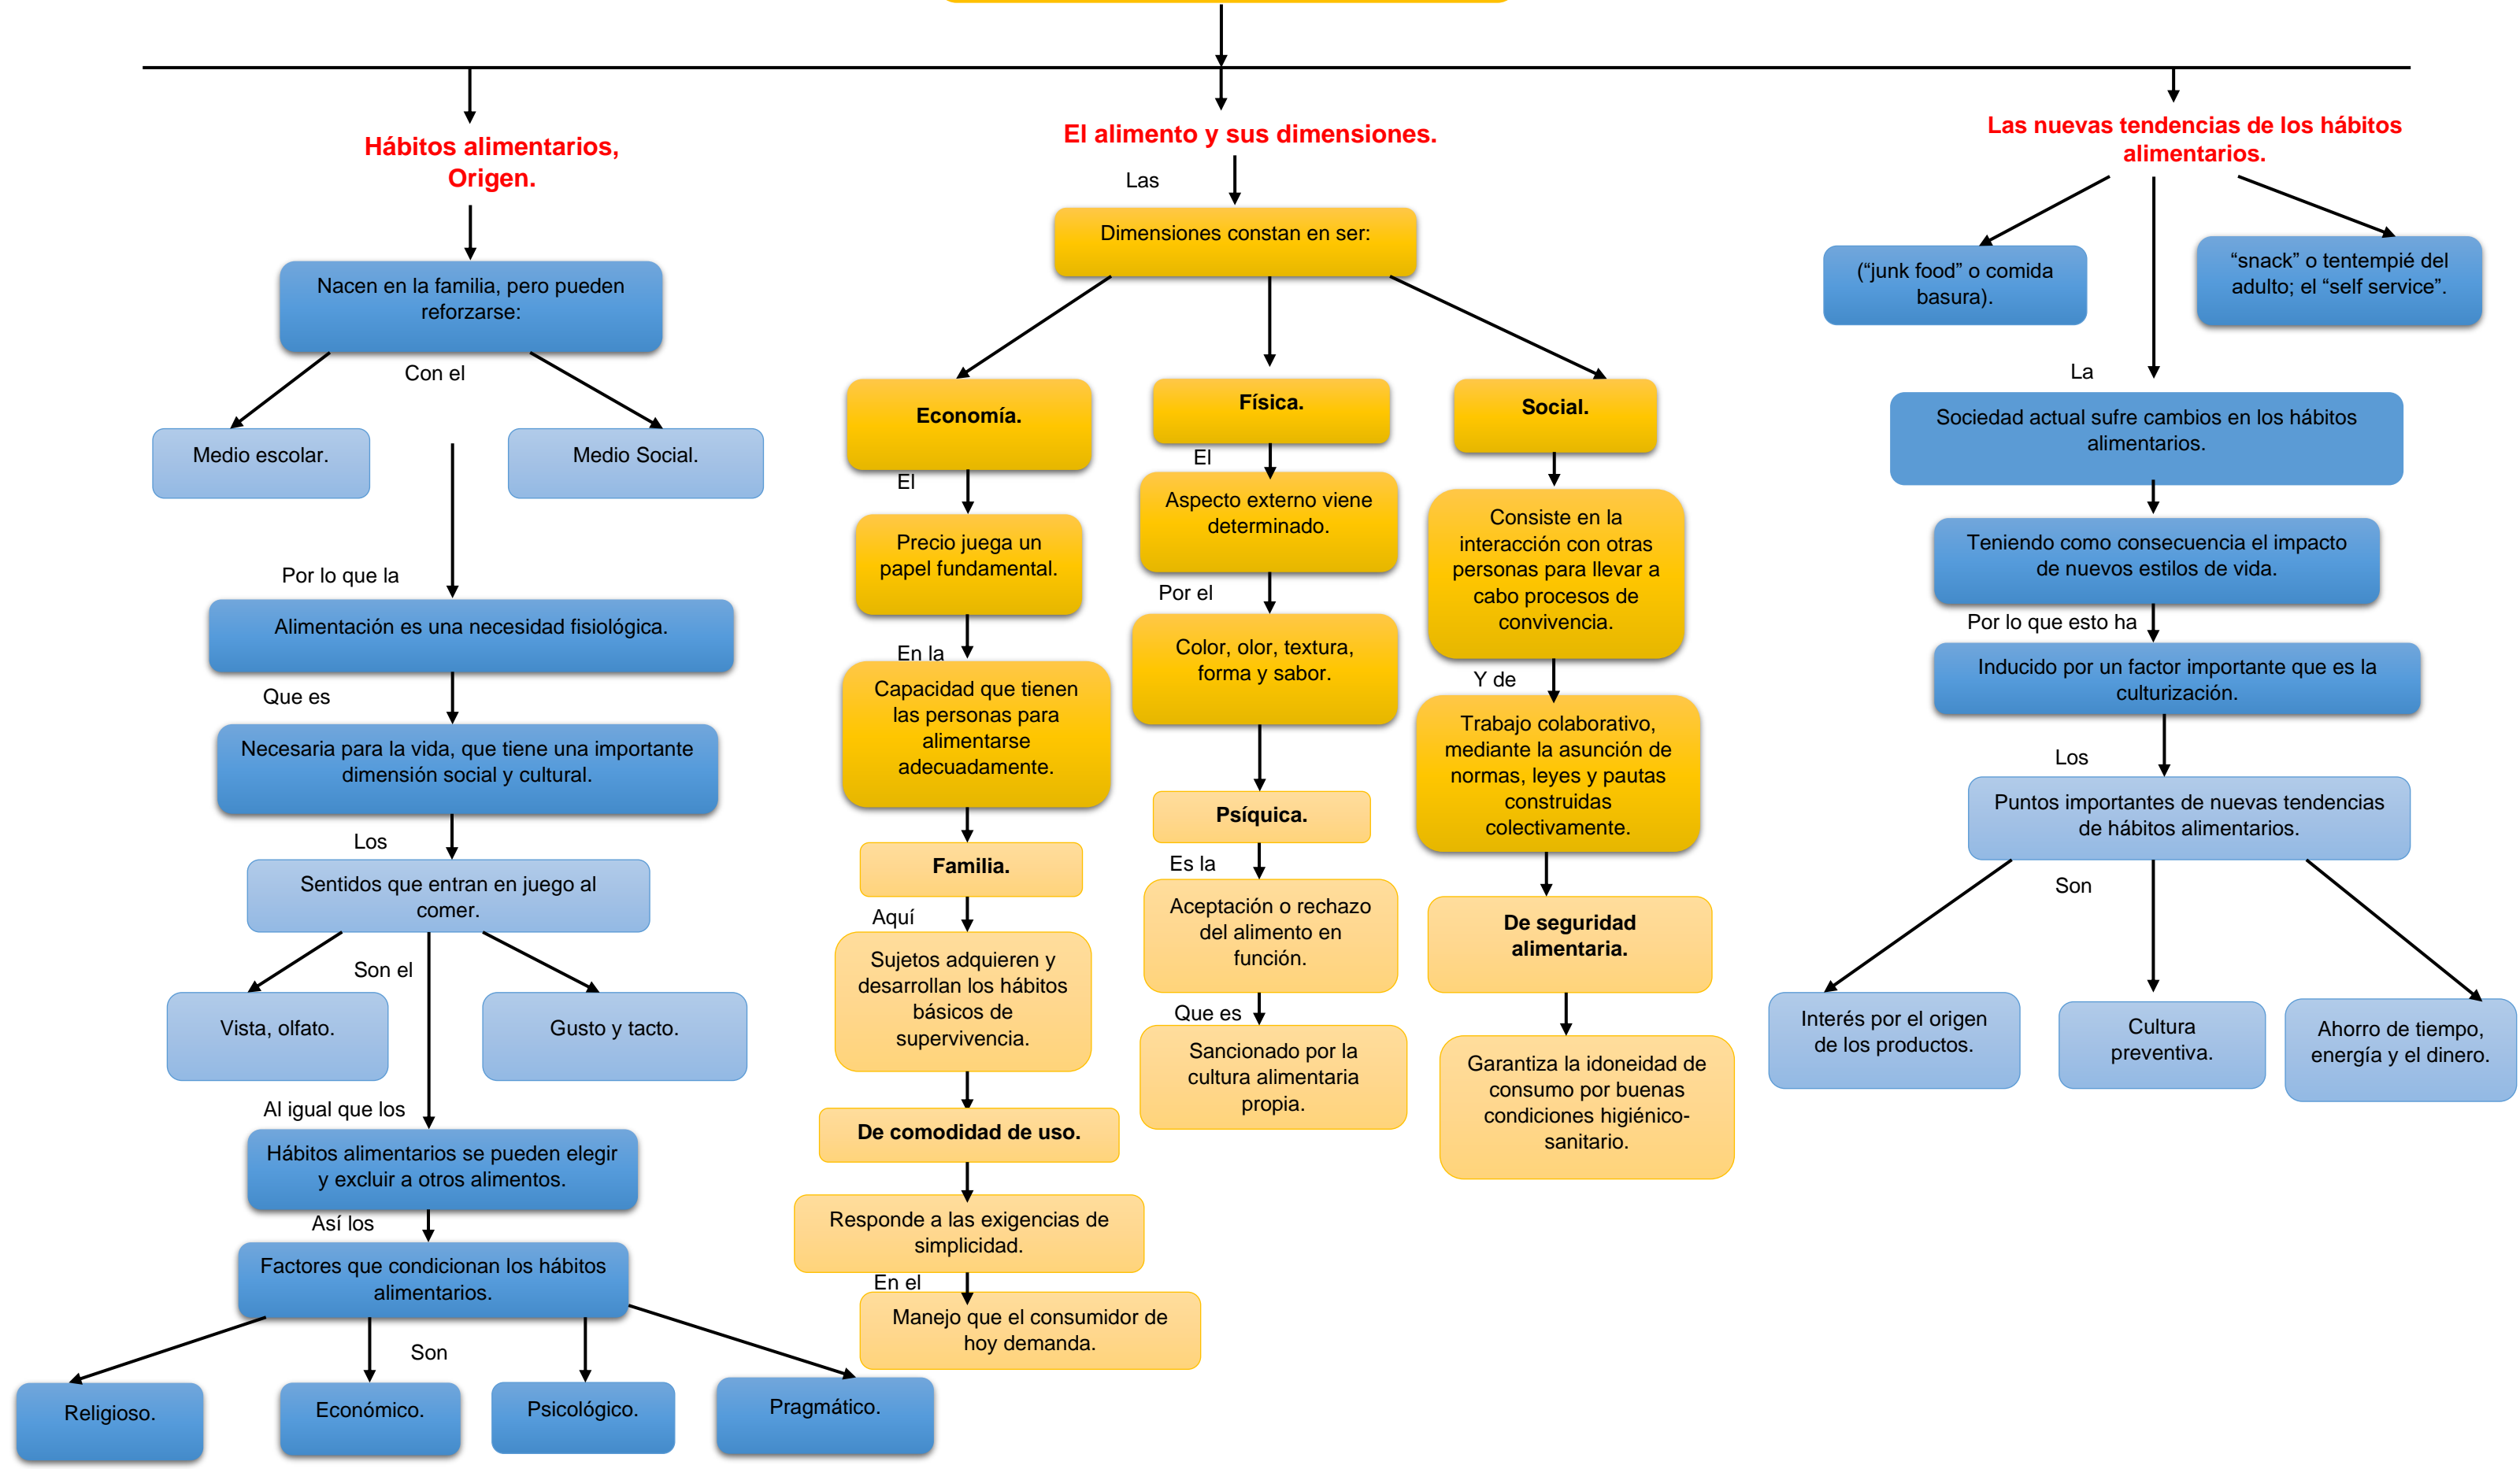 Hábitos alimentarios,
Origen.
Nacen en la familia, pero pueden
reforzarse:
Con el
Medio escolar.
Medio Social.
Por lo que la
Alimentación es una necesidad fisiológica.
Que es
Necesaria para la vida, que tiene una importante
dimensión social y cultural.
Los
Sentidos que entran en juego al
comer.
Son el
Vista, olfato.
Gusto y tacto.
Al igual que los
Hábitos alimentarios se pueden elegir
y excluir a otros alimentos.
Así los
Factores que condicionan los hábitos
alimentarios.
Son
Religioso.
Económico.
Psicológico.
Pragmático.
El alimento y sus dimensiones.
Las
Dimensiones constan en ser:
Economía.
El
Precio juega un
papel fundamental.
En la
Capacidad que tienen
las personas para
alimentarse
adecuadamente.
Familia.
Aquí
Sujetos adquieren y
desarrollan los hábitos
básicos de
supervivencia.
De comodidad de uso.
Responde a las exigencias de
simplicidad.
En el
Manejo que el consumidor de
hoy demanda.
Física.
El
Aspecto externo viene
determinado.
Por el
Color, olor, textura,
forma y sabor.
Psíquica.
Es la
Aceptación o rechazo
del alimento en
función.
Que es
Sancionado por la
cultura alimentaria
propia.
Social.
Consiste en la
interacción con otras
personas para llevar a
cabo procesos de
convivencia.
Y de
Trabajo colaborativo,
mediante la asunción de
normas, leyes y pautas
construidas
colectivamente.
De seguridad
alimentaria.
Garantiza la idoneidad de
consumo por buenas
condiciones higiénico-
sanitario.
Las nuevas tendencias de los hábitos
alimentarios.
(“junk food” o comida
basura).
“snack” o tentempié del
adulto; el “self service”.
La
Sociedad actual sufre cambios en los hábitos
alimentarios.
Teniendo como consecuencia el impacto
de nuevos estilos de vida.
Por lo que esto ha
Inducido por un factor importante que es la
culturización.
Los
Puntos importantes de nuevas tendencias
de hábitos alimentarios.
Son
Interés por el origen
de los productos.
Cultura
preventiva.
Ahorro de tiempo,
energía y el dinero.